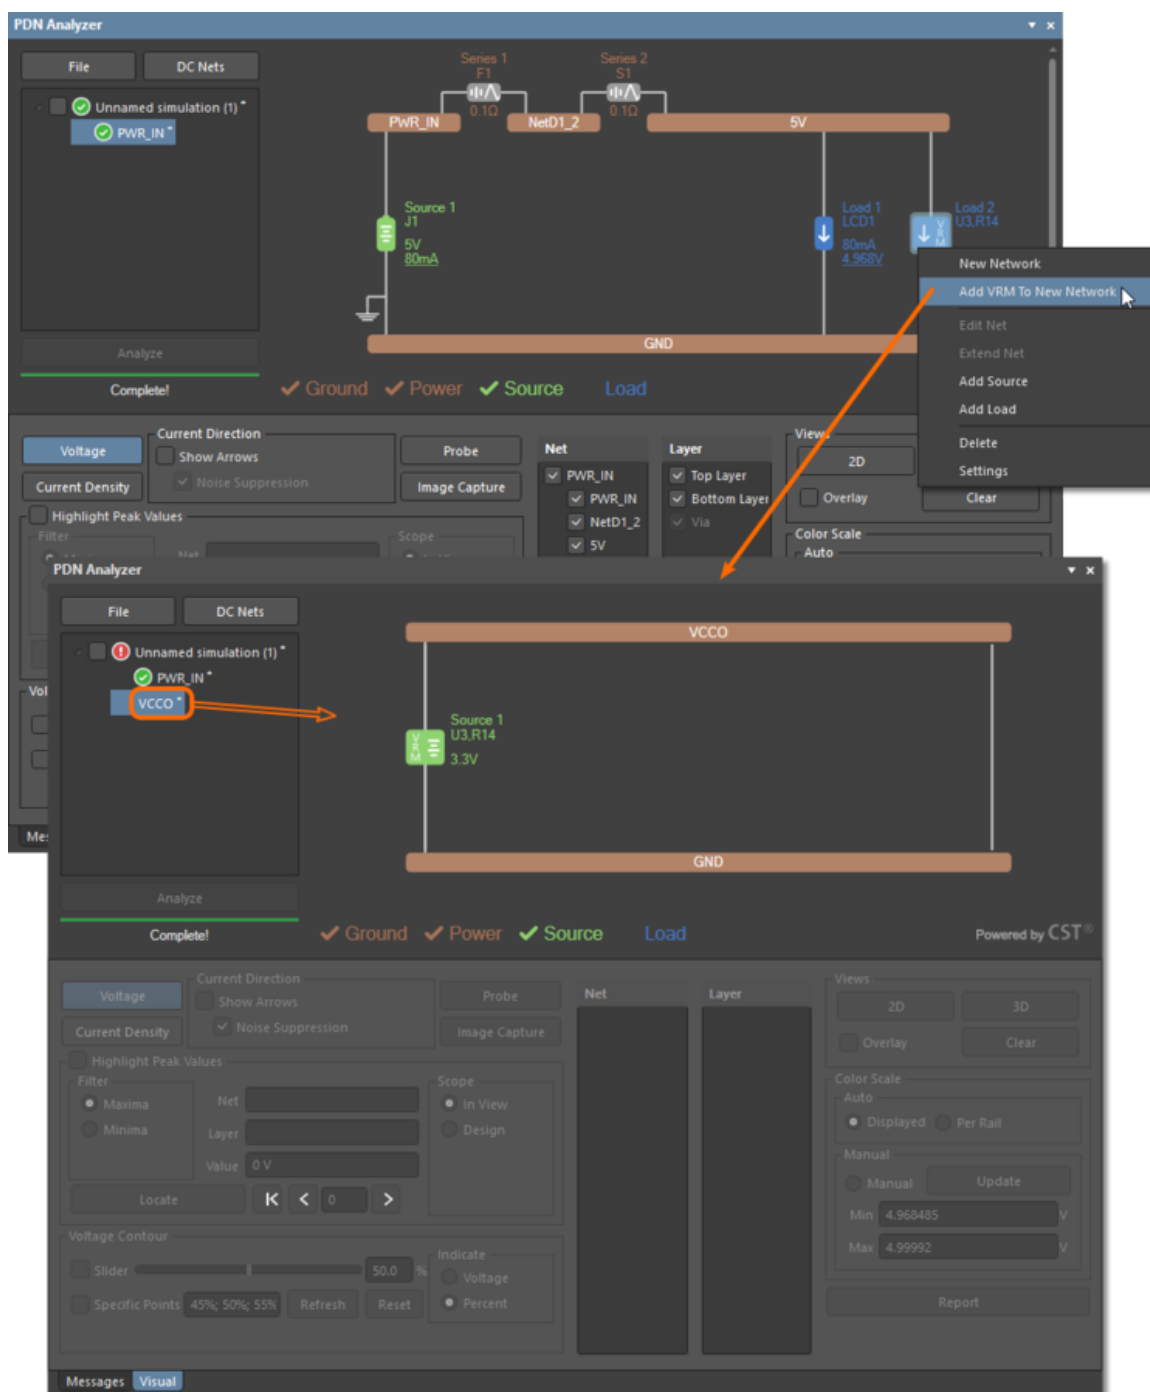 PDN Analyzer
File DC Nets
Unnamed simulation (1) *
PWR_IN *
Analyze
Complete!
Series 1
F1
0.1Ω
Series 2
S1
0.1Ω
PWR_IN NetD1_2 5V
Source 1
J1
5V
80mA
Load 1
LCD1
80mA
4.968V
Load 2
U3,R14
VRM
GND
Ground Power Source Load
New Network
Add VRM To New Network
Edit Net
Extend Net
Add Source
Add Load
Delete
Settings
Voltage
Current Density
Current Direction
Show Arrows
Noise Suppression
Probe
Image Capture
Highlight Peak Values
Filter
Net
Scope
Net
PWR_IN
PWR_IN
NetD1_2
5V
Layer
Top Layer
Bottom Layer
Via
Views
2D
Overlay
Clear
Color Scale
Auto
Vol
Mes
PDN Analyzer
File DC Nets
Unnamed simulation (1) *
PWR_IN *
VCCO *
Analyze
Complete!
VCCO
Source 1
U3,R14
3.3V
VRM
GND
Ground Power Source Load
Powered by CST®
Voltage
Current Density
Current Direction
Show Arrows
Noise Suppression
Probe
Image Capture
Highlight Peak Values
Filter
Maxima
Minima
Net
Layer
Value 0 V
Scope
In View
Design
Locate 0
Voltage Contour
Slider 50.0 %
Specific Points 45%; 50%; 55% Refresh Reset
Indicate
Voltage
Percent
Net
Layer
Views
2D 3D
Overlay Clear
Color Scale
Auto
Displayed Per Rail
Manual
Manual Update
Min 4.968485 V
Max 4.99992 V
Report
Messages Visual